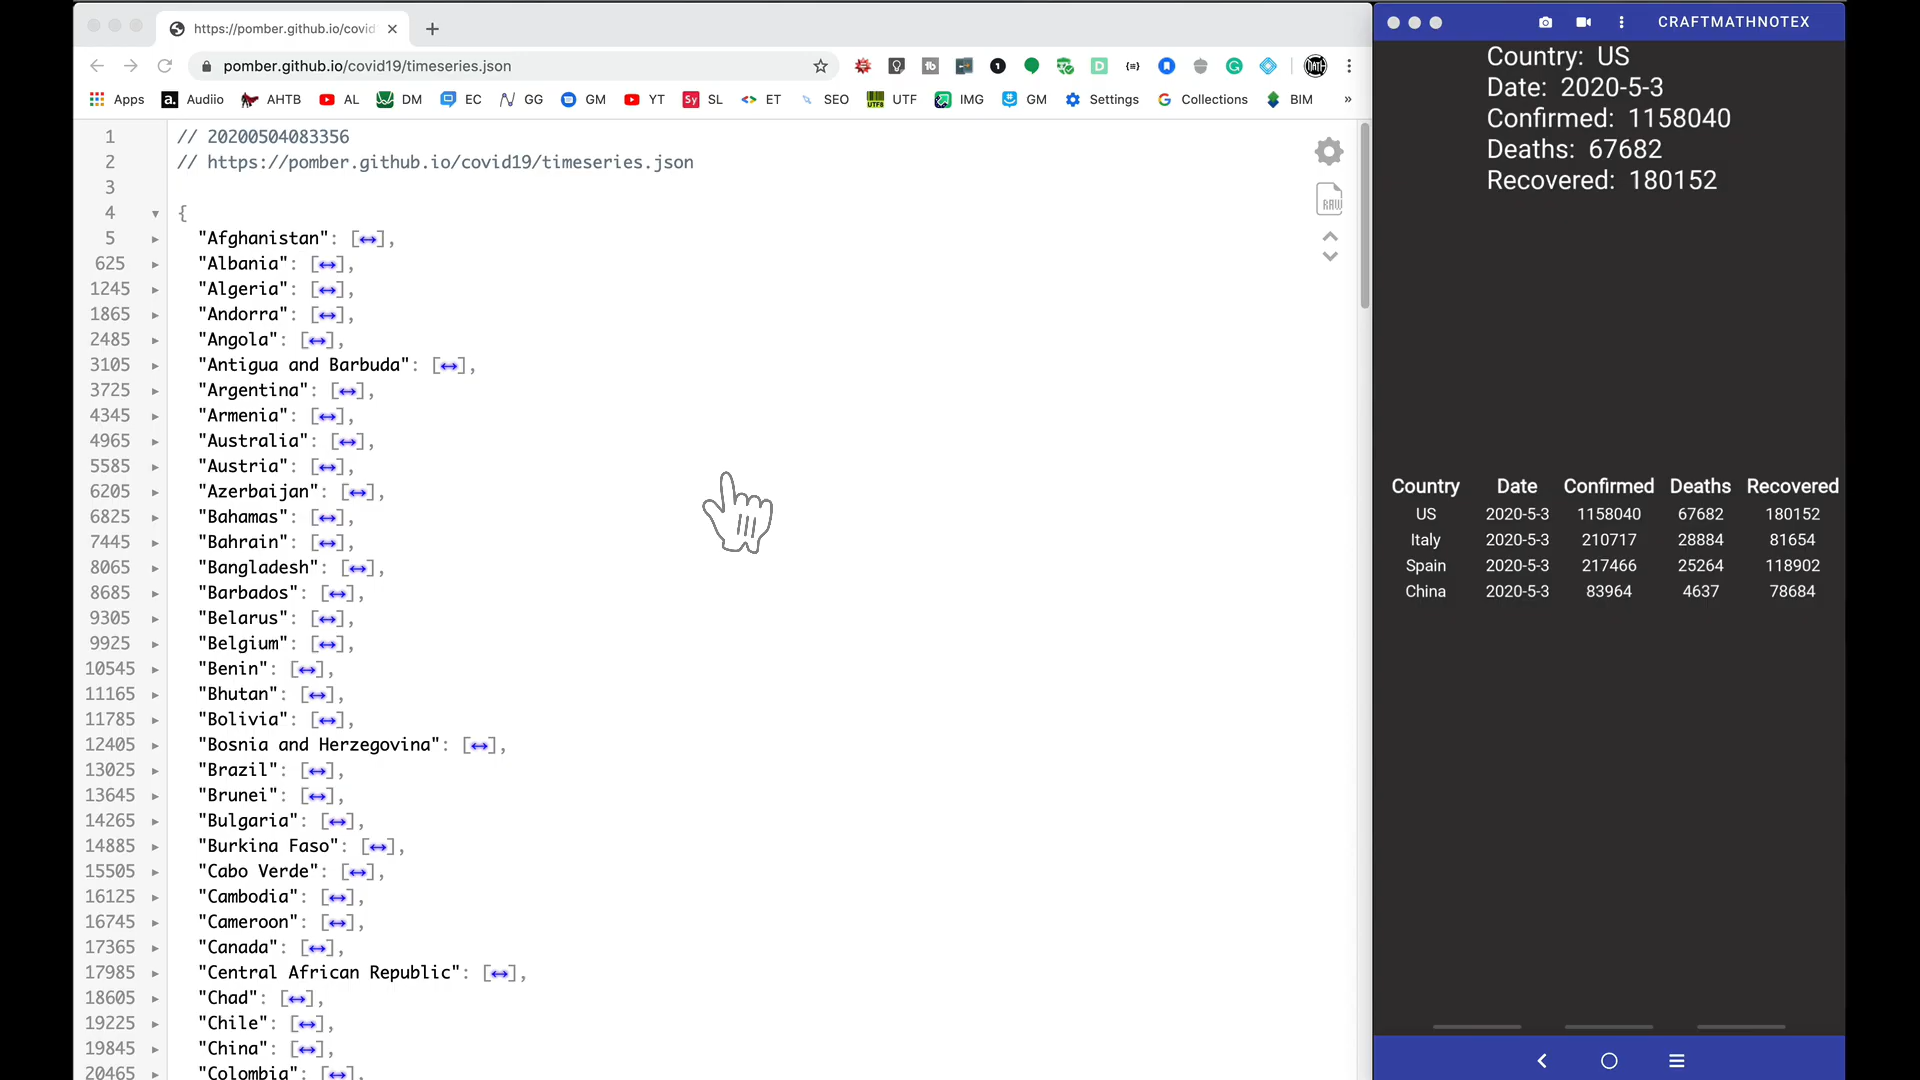 https://pomber.github.io/covid
pomber.github.io/covid19/timeseries.json
Apps Audiio AHTB AL DM EC GG GM YT SL ET SEO UTF IMG GM Settings Collections BIM »
1 // 20200504083356
2 // https://pomber.github.io/covid19/timeseries.json
3
4 {
5 "Afghanistan": [↔],
625 "Albania": [↔],
1245 "Algeria": [↔],
1865 "Andorra": [↔],
2485 "Angola": [↔],
3105 "Antigua and Barbuda": [↔],
3725 "Argentina": [↔],
4345 "Armenia": [↔],
4965 "Australia": [↔],
5585 "Austria": [↔],
6205 "Azerbaijan": [↔],
6825 "Bahamas": [↔],
7445 "Bahrain": [↔],
8065 "Bangladesh": [↔],
8685 "Barbados": [↔],
9305 "Belarus": [↔],
9925 "Belgium": [↔],
10545 "Benin": [↔],
11165 "Bhutan": [↔],
11785 "Bolivia": [↔],
12405 "Bosnia and Herzegovina": [↔],
13025 "Brazil": [↔],
13645 "Brunei": [↔],
14265 "Bulgaria": [↔],
14885 "Burkina Faso": [↔],
15505 "Cabo Verde": [↔],
16125 "Cambodia": [↔],
16745 "Cameroon": [↔],
17365 "Canada": [↔],
17985 "Central African Republic": [↔],
18605 "Chad": [↔],
19225 "Chile": [↔],
19845 "China": [↔],
20465 "Colombia": [↔],
RAW
CRAFTMATHNOTEX
Country: US
Date: 2020-5-3
Confirmed: 1158040
Deaths: 67682
Recovered: 180152
Country Date Confirmed Deaths Recovered
US 2020-5-3 1158040 67682 180152
Italy 2020-5-3 210717 28884 81654
Spain 2020-5-3 217466 25264 118902
China 2020-5-3 83964 4637 78684